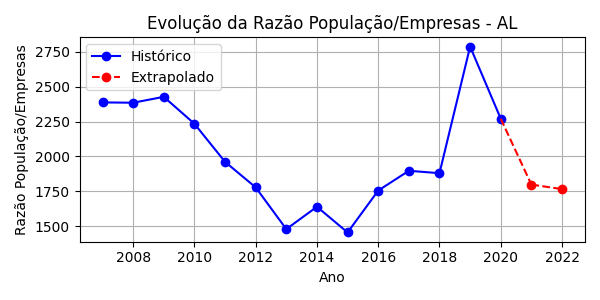 Evolução da Razão População/Empresas - AL
Razão População/Empresas
2750
2500
2250
2000
1750
1500
Histórico
Extrapolado
2008 2010 2012 2014 2016 2018 2020 2022
Ano